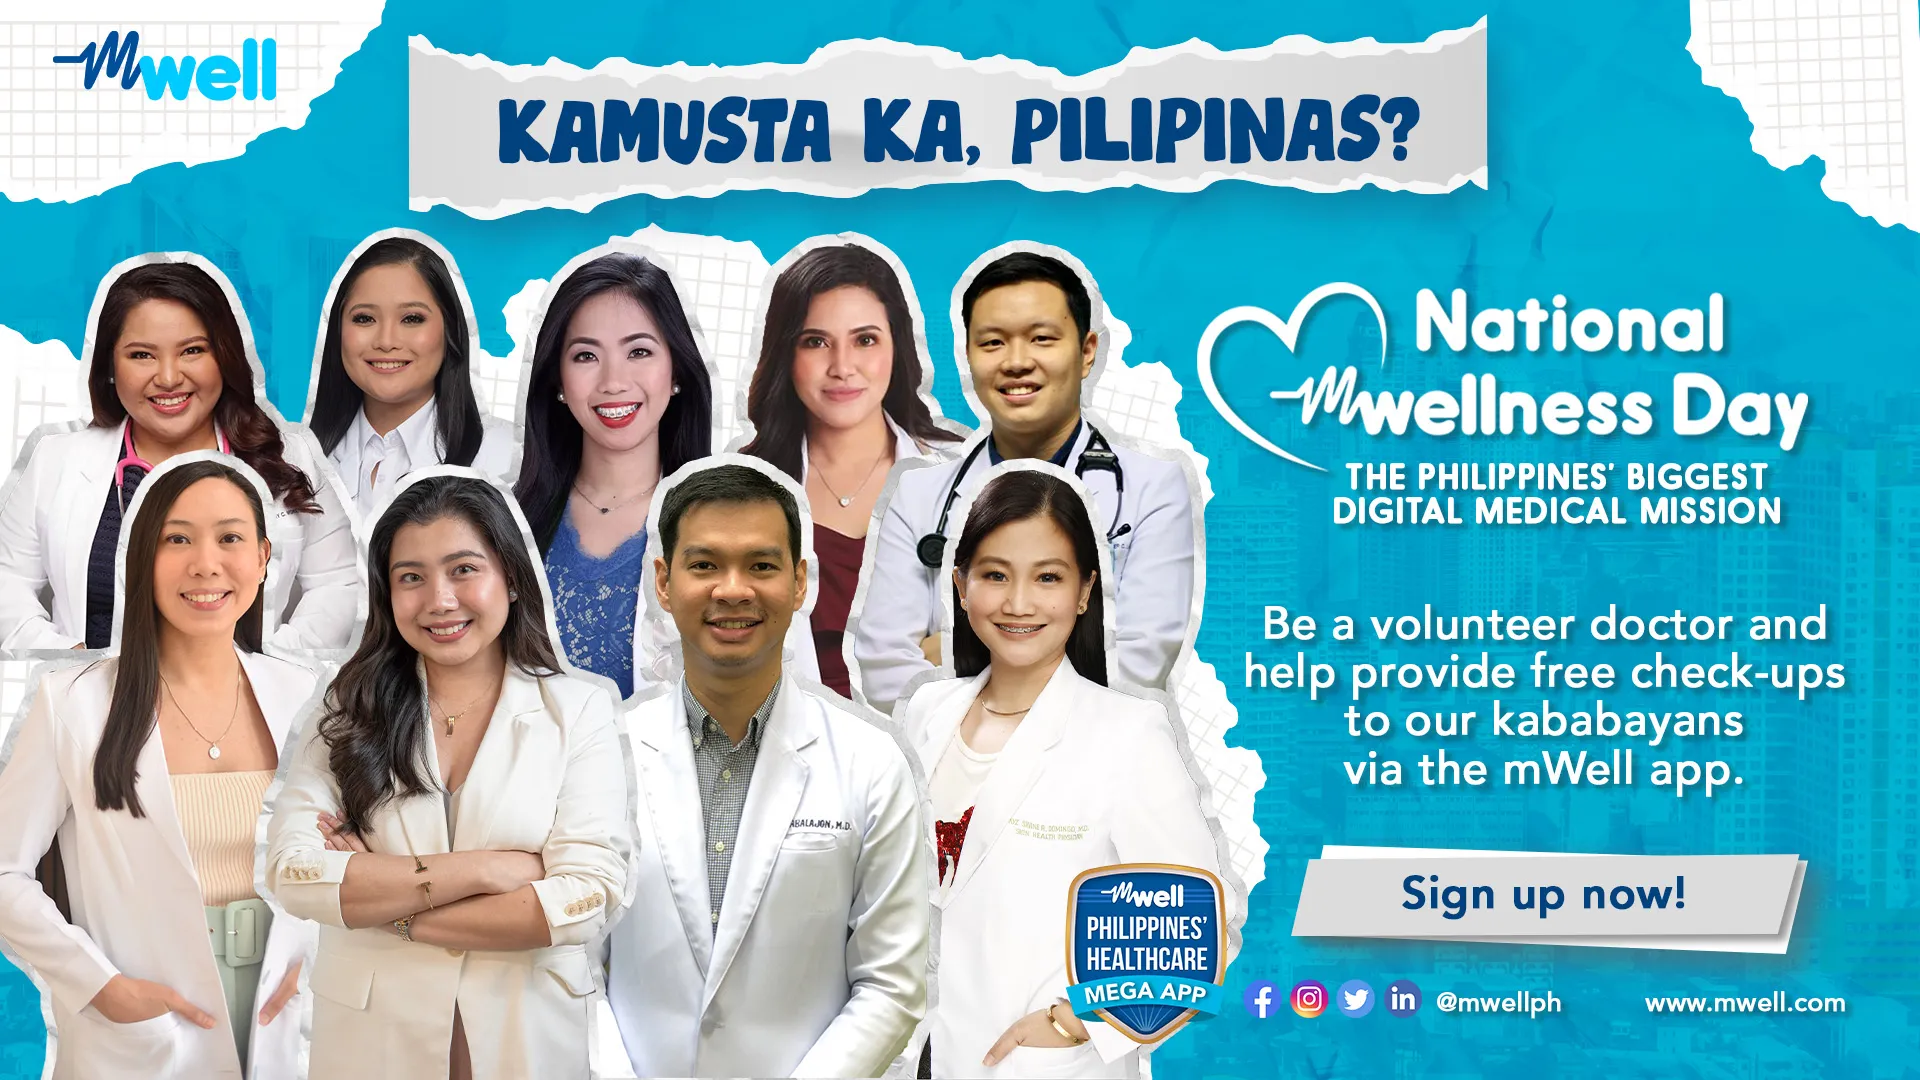 mwell
KAMUSTA KA, PILIPINAS?
National
mwellness Day
THE PHILIPPINES' BIGGEST
DIGITAL MEDICAL MISSION
Be a volunteer doctor and
help provide free check-ups
to our kababayans
via the mWell app.
Sign up now!
ABALAJON, M.D.
mwell
PHILIPPINES'
HEALTHCARE
MEGA APP
@mwellph
www.mwell.com